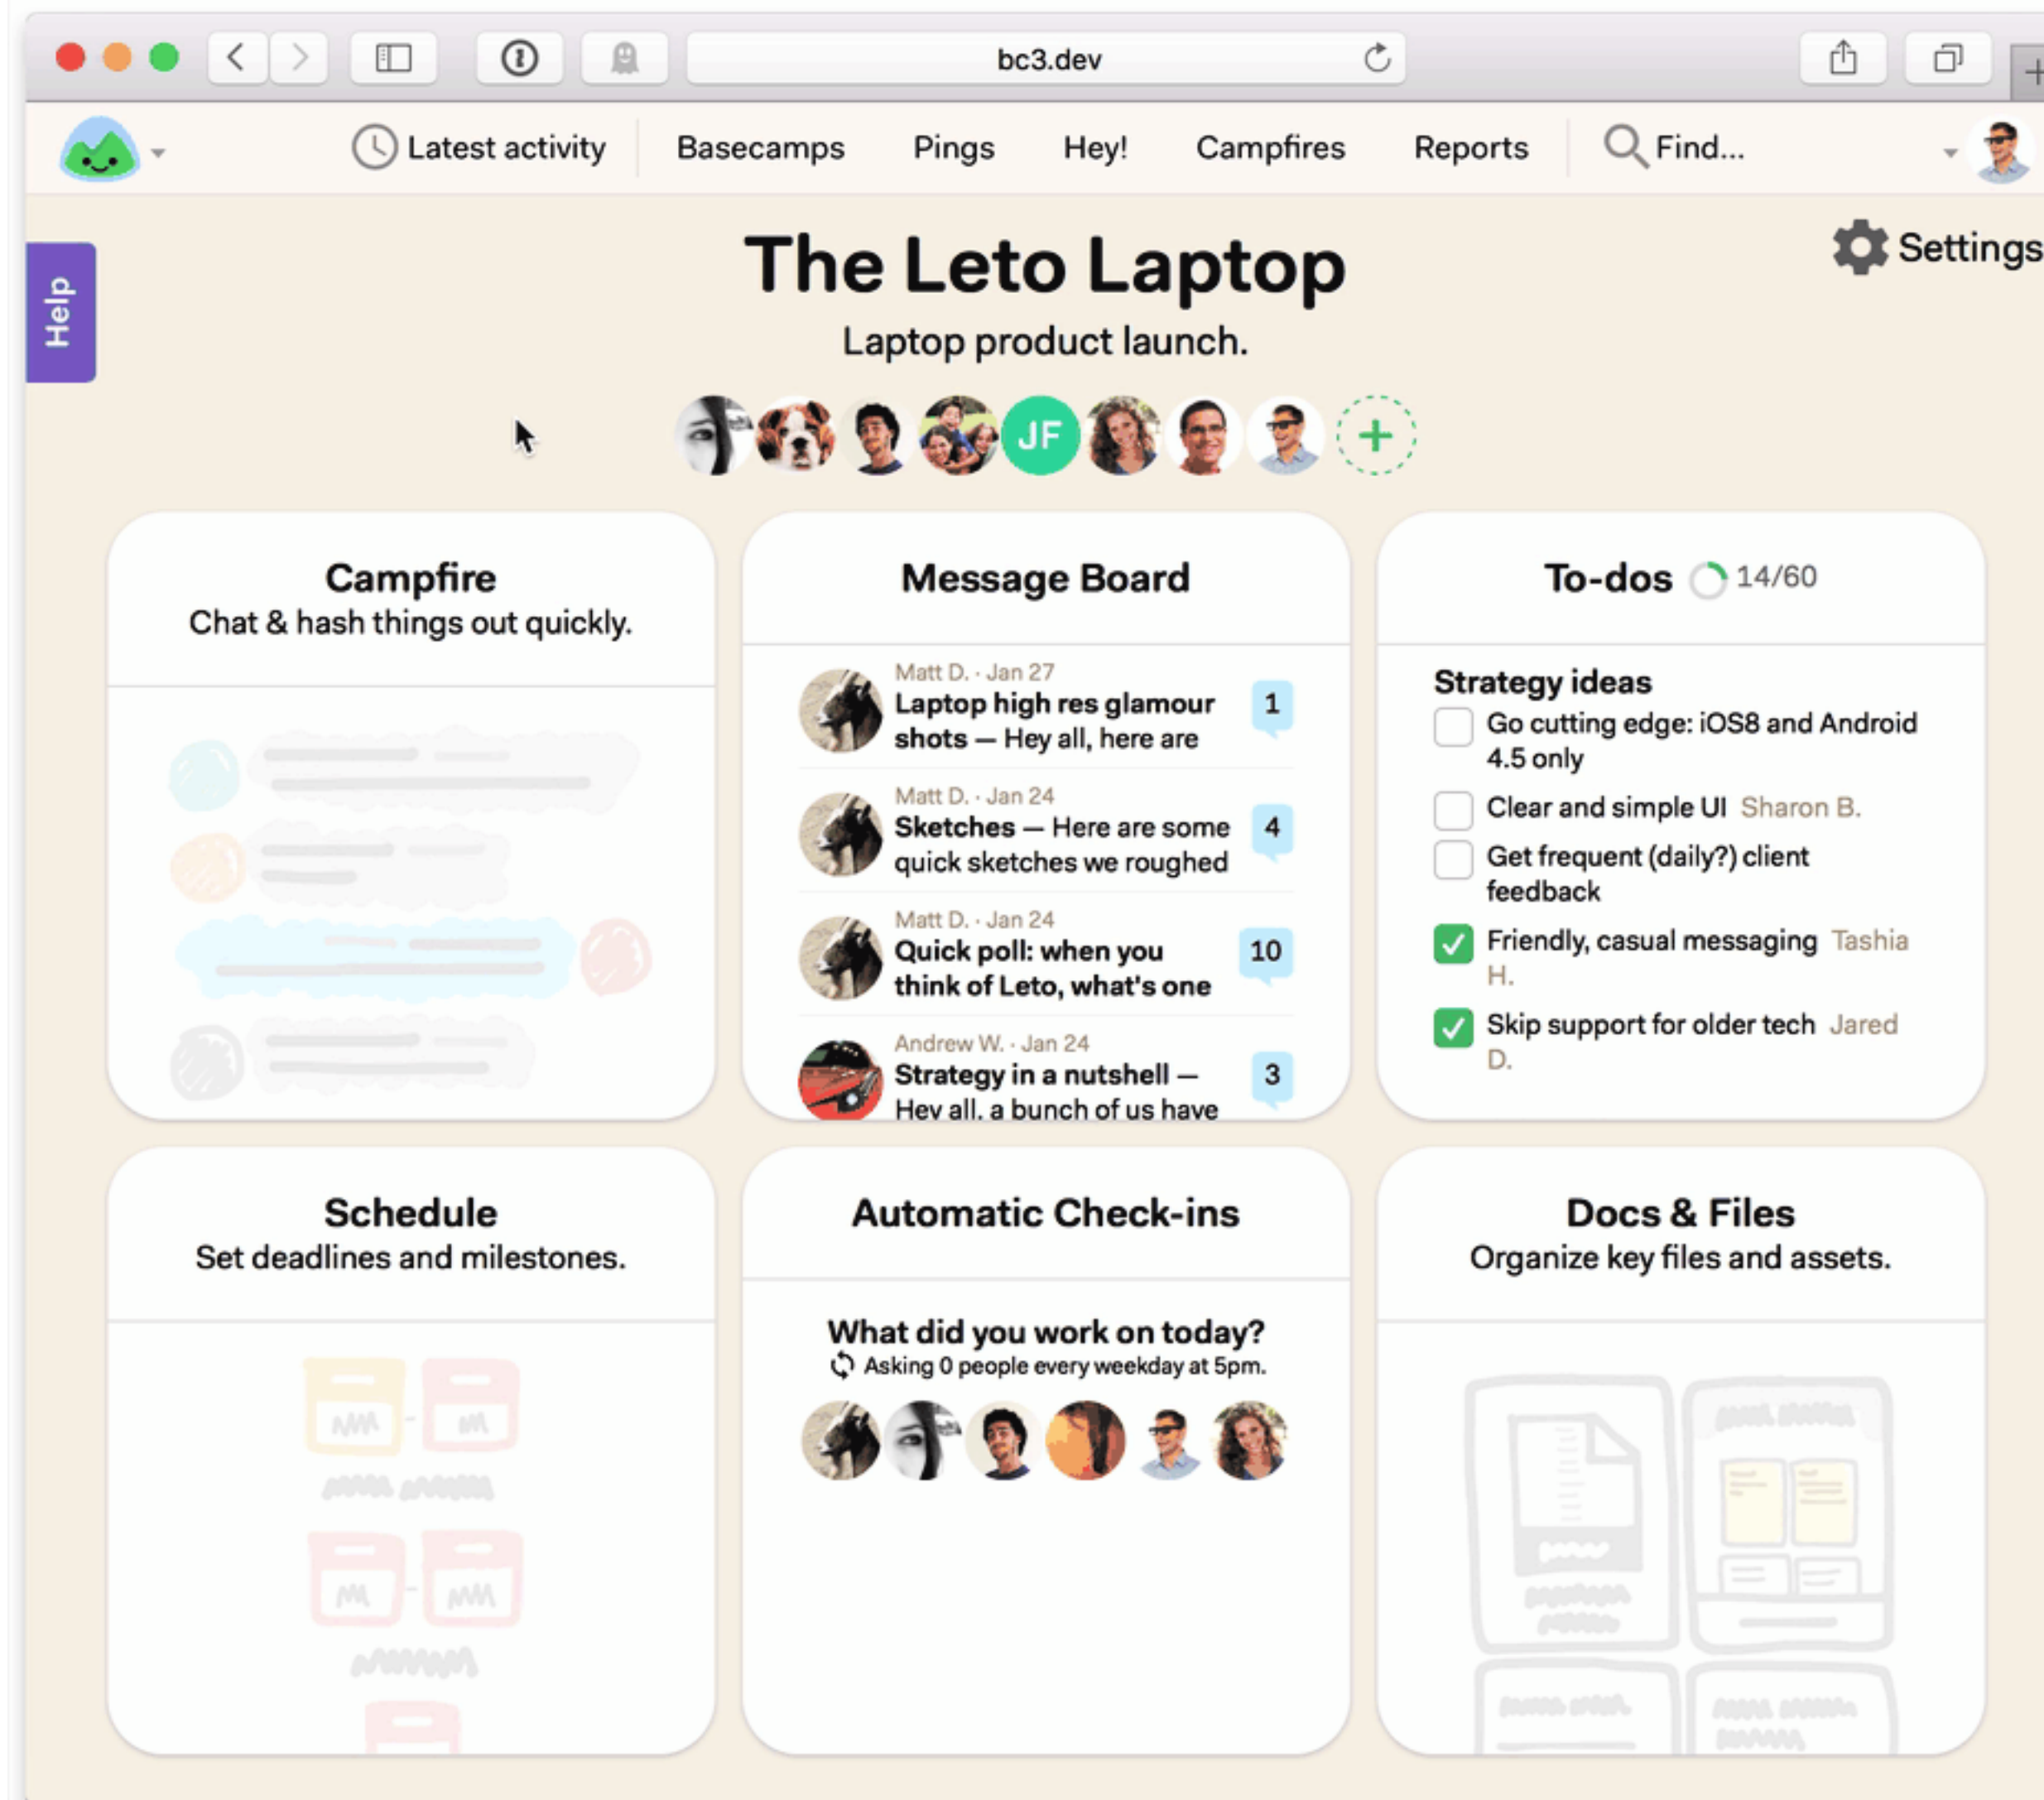 bc3.dev
Latest activity
Basecamps
Pings
Hey!
Campfires
Reports
Find...
Help
Settings
The Leto Laptop
Laptop product launch.
JF
Campfire
Chat & hash things out quickly.
Message Board
Matt D. · Jan 27
Laptop high res glamour
shots — Hey all, here are
1
Matt D. · Jan 24
Sketches — Here are some
quick sketches we roughed
4
Matt D. · Jan 24
Quick poll: when you
think of Leto, what's one
10
Andrew W. · Jan 24
Strategy in a nutshell —
Hey all, a bunch of us have
3
To-dos 14/60
Strategy ideas
Go cutting edge: iOS8 and Android
4.5 only
Clear and simple UI Sharon B.
Get frequent (daily?) client
feedback
Friendly, casual messaging Tashia
H.
Skip support for older tech Jared
D.
Schedule
Set deadlines and milestones.
Automatic Check-ins
What did you work on today?
Asking 0 people every weekday at 5pm.
Docs & Files
Organize key files and assets.